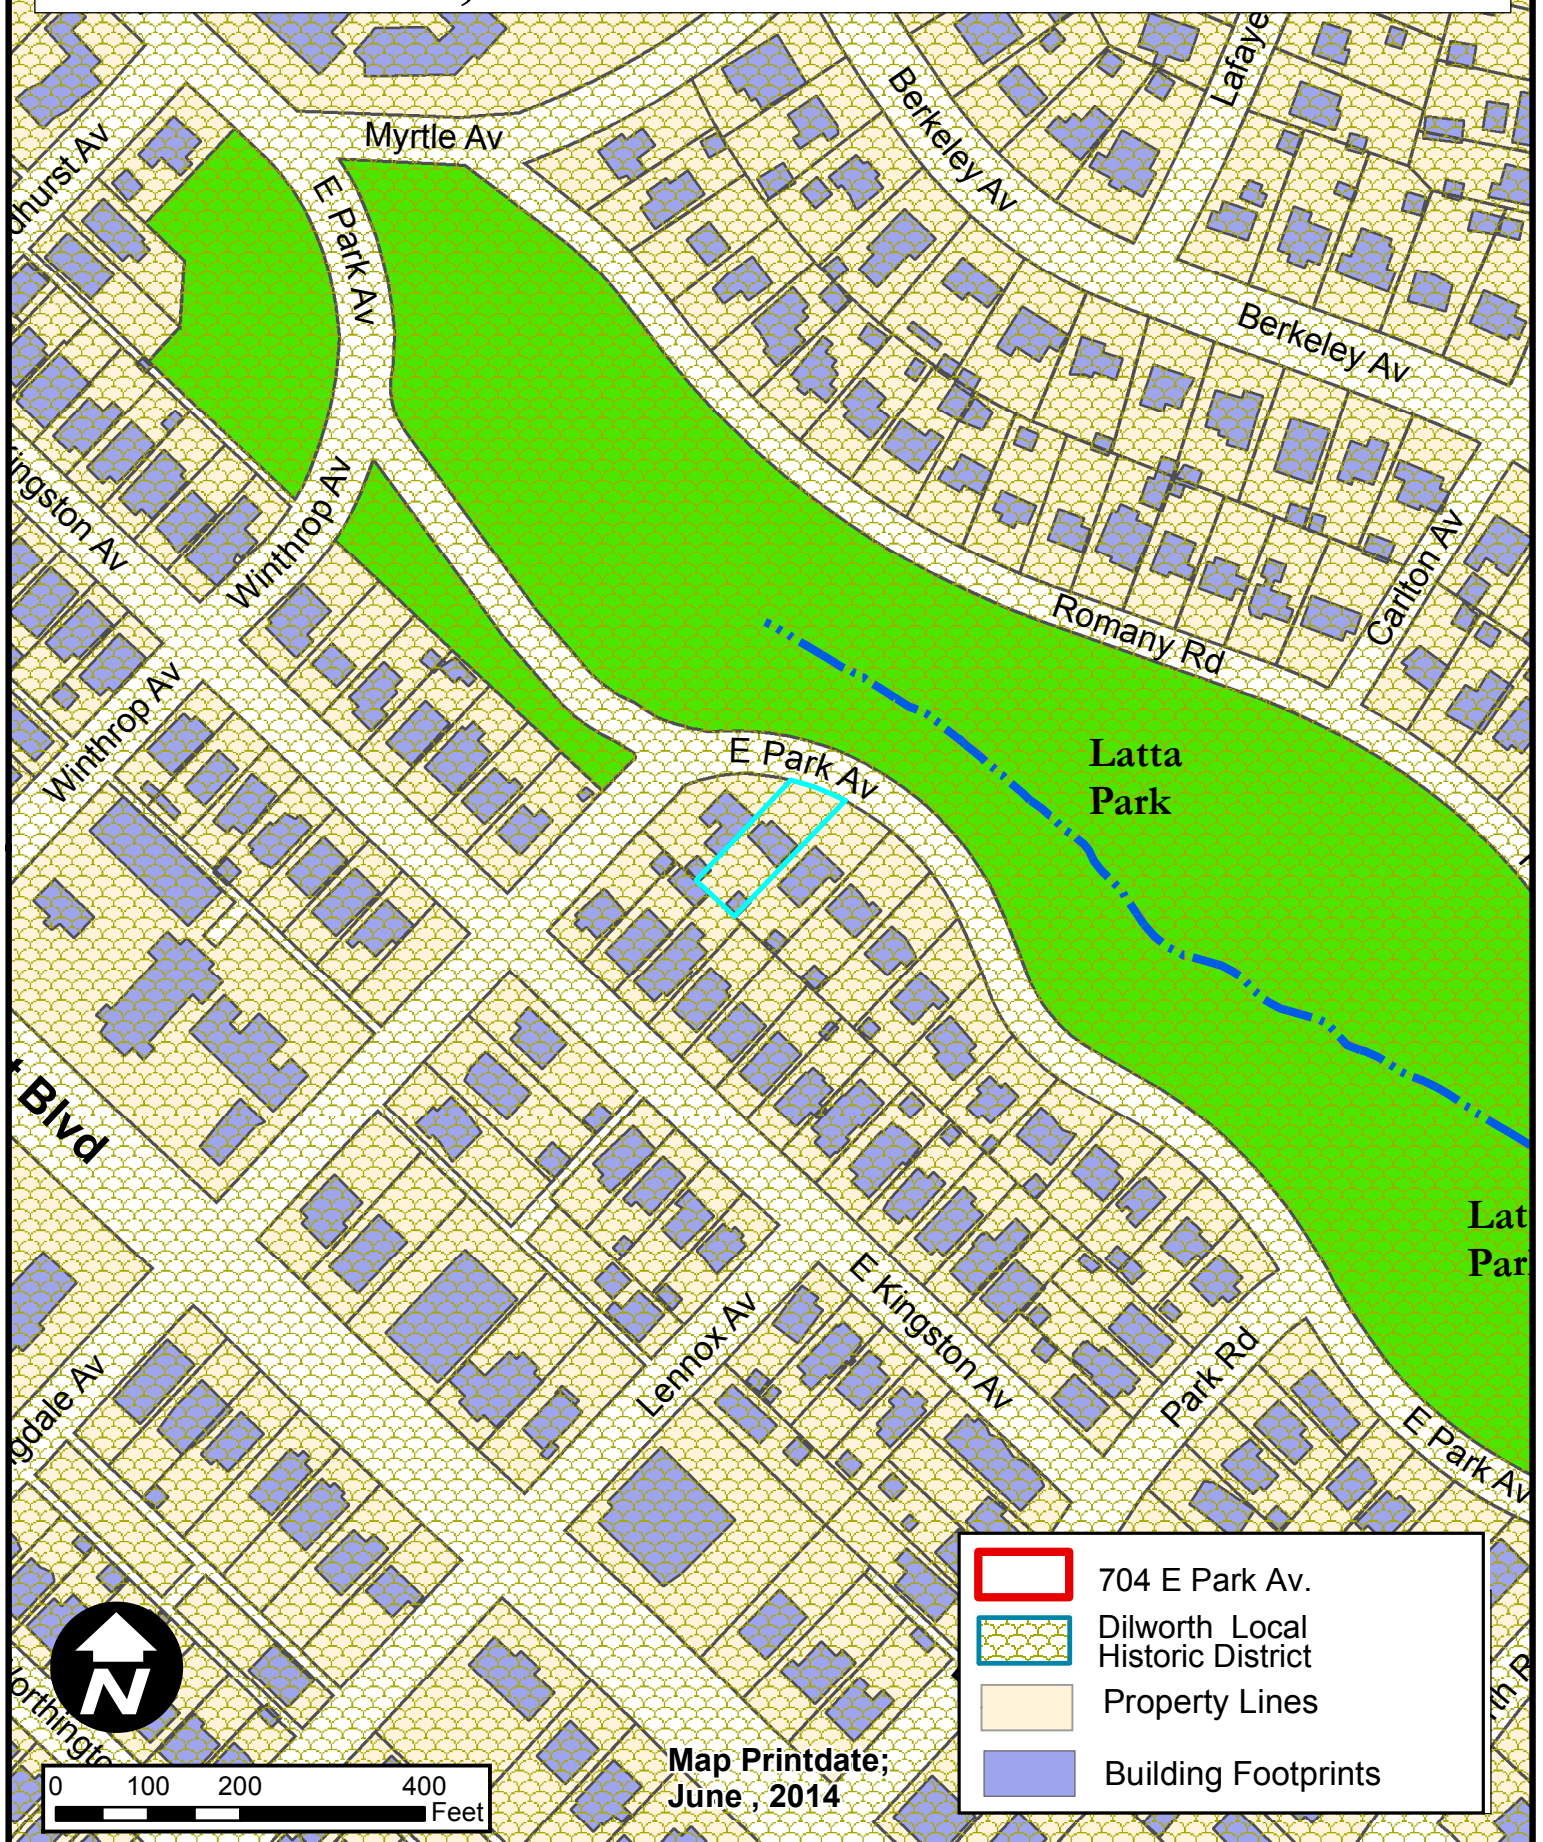 Myrtle Av
Berkeley Av
E Park Av
Berkeley Av
Winthrop Av
Carlton Av
Romany Rd
Winthrop Av
E Park Av
Latta
Park
Blvd
E Kingston Av
Lennox Av
Park Rd
E Park Av
704 E Park Av.
Dilworth Local
Historic District
Property Lines
Building Footprints
N
0 100 200 400
Feet
Map Printdate;
June , 2014